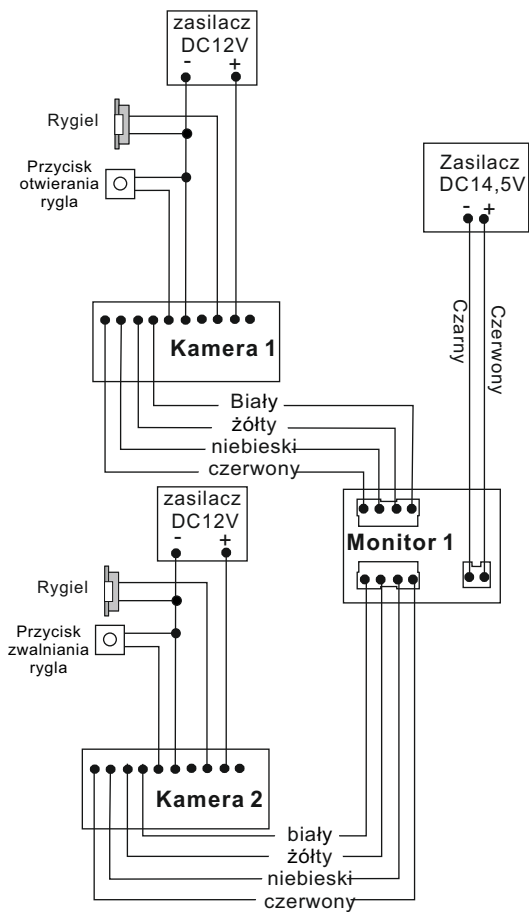 zasilacz
DC12V
- +
Rygiel
Przycisk
otwierania
rygla
Zasilacz
DC14,5V
- +
Czarny
Czerwony
Kamera 1
Biały
żółty
niebieski
czerwony
zasilacz
DC12V
- +
Monitor 1
Rygiel
Przycisk
zwalniania
rygla
Kamera 2
biały
żółty
niebieski
czerwony